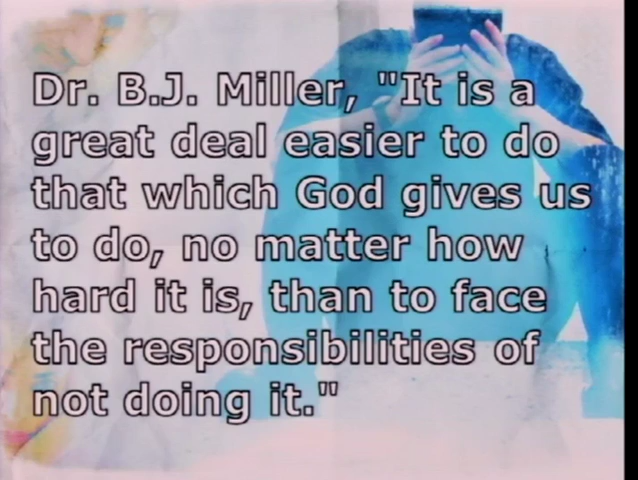 Dr. B.J. Miller, "It is a
great deal easier to do
that which God gives us
to do, no matter how
hard it is, than to face
the responsibilities of
not doing it."